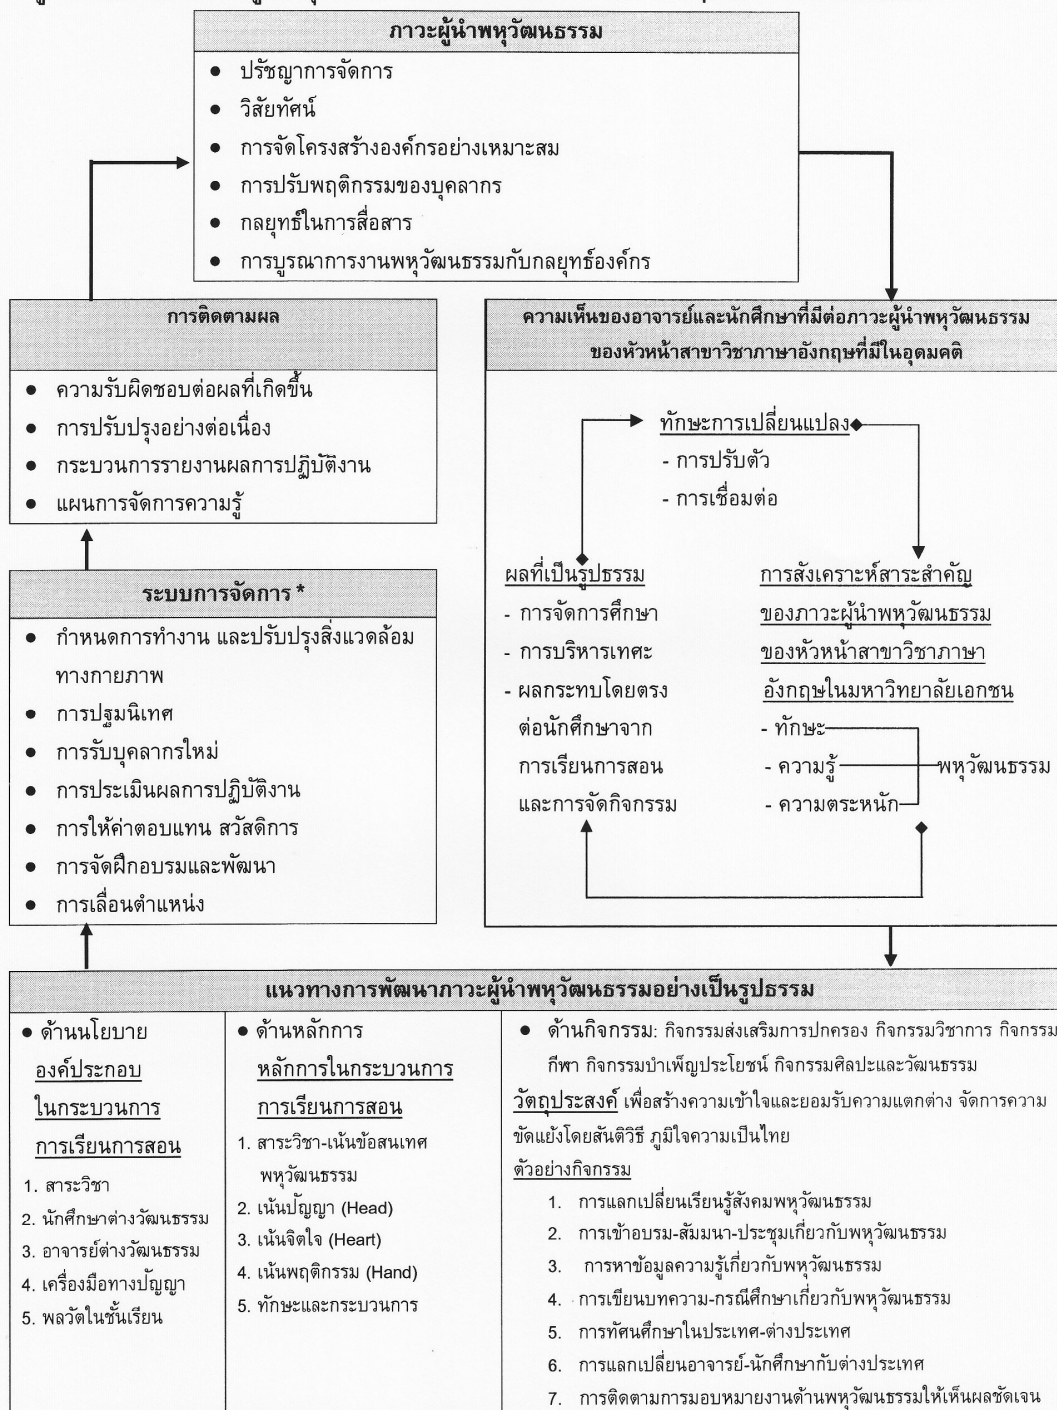 ภาวะผู้นำพหุวัฒนธรรม
● ปรัชญาการจัดการ
● วิสัยทัศน์
● การจัดโครงสร้างองค์กรอย่างเหมาะสม
● การปรับพฤติกรรมของบุคลากร
● กลยุทธ์ในการสื่อสาร
● การบูรณาการงานพหุวัฒนธรรมกับกลยุทธ์องค์กร
การติดตามผล
● ความรับผิดชอบต่อผลที่เกิดขึ้น
● การปรับปรุงอย่างต่อเนื่อง
● กระบวนการรายงานผลการปฏิบัติงาน
● แผนการจัดการความรู้
ระบบการจัดการ *
● กำหนดการทำงาน และปรับปรุงสิ่งแวดล้อม
ทางกายภาพ
● การปฐมนิเทศ
● การรับบุคลากรใหม่
● การประเมินผลการปฏิบัติงาน
● การให้ค่าตอบแทน สวัสดิการ
● การจัดฝึกอบรมและพัฒนา
● การเลื่อนตำแหน่ง
ความเห็นของอาจารย์และนักศึกษาที่มีต่อภาวะผู้นำพหุวัฒนธรรม
ของหัวหน้าสาขาวิชาภาษาอังกฤษที่มีในอุดมคติ
ทักษะการเปลี่ยนแปลง
- การปรับตัว
- การเชื่อมต่อ
ผลที่เป็นรูปธรรม
- การจัดการศึกษา
- การบริหารเทศะ
- ผลกระทบโดยตรง
ต่อนักศึกษาจาก
การเรียนการสอน
และการจัดกิจกรรม
การสังเคราะห์สาระสำคัญ
ของภาวะผู้นำพหุวัฒนธรรม
ของหัวหน้าสาขาวิชาภาษา
อังกฤษในมหาวิทยาลัยเอกชน
- ทักษะ
- ความรู้
- ความตระหนัก
พหุวัฒนธรรม
แนวทางการพัฒนาภาวะผู้นำพหุวัฒนธรรมอย่างเป็นรูปธรรม
● ด้านนโยบาย
องค์ประกอบ
ในกระบวนการ
การเรียนการสอน
1. สาระวิชา
2. นักศึกษาต่างวัฒนธรรม
3. อาจารย์ต่างวัฒนธรรม
4. เครื่องมือทางปัญญา
5. พลวัตในชั้นเรียน
● ด้านหลักการ
หลักการในกระบวนการ
การเรียนการสอน
1. สาระวิชา-เน้นข้อสนเทศ
พหุวัฒนธรรม
2. เน้นปัญญา (Head)
3. เน้นจิตใจ (Heart)
4. เน้นพฤติกรรม (Hand)
5. ทักษะและกระบวนการ
● ด้านกิจกรรม: กิจกรรมส่งเสริมการปกครอง กิจกรรมวิชาการ กิจกรรม
กีฬา กิจกรรมบำเพ็ญประโยชน์ กิจกรรมศิลปะและวัฒนธรรม
วัตถุประสงค์ เพื่อสร้างความเข้าใจและยอมรับความแตกต่าง จัดการความ
ขัดแย้งโดยสันติวิธี ภูมิใจความเป็นไทย
ตัวอย่างกิจกรรม
1. การแลกเปลี่ยนเรียนรู้สังคมพหุวัฒนธรรม
2. การเข้าอบรม-สัมมนา-ประชุมเกี่ยวกับพหุวัฒนธรรม
3. การหาข้อมูลความรู้เกี่ยวกับพหุวัฒนธรรม
4. การเขียนบทความ-กรณีศึกษาเกี่ยวกับพหุวัฒนธรรม
5. การทัศนศึกษาในประเทศ-ต่างประเทศ
6. การแลกเปลี่ยนอาจารย์-นักศึกษากับต่างประเทศ
7. การติดตามการมอบหมายงานด้านพหุวัฒนธรรมให้เห็นผลชัดเจน